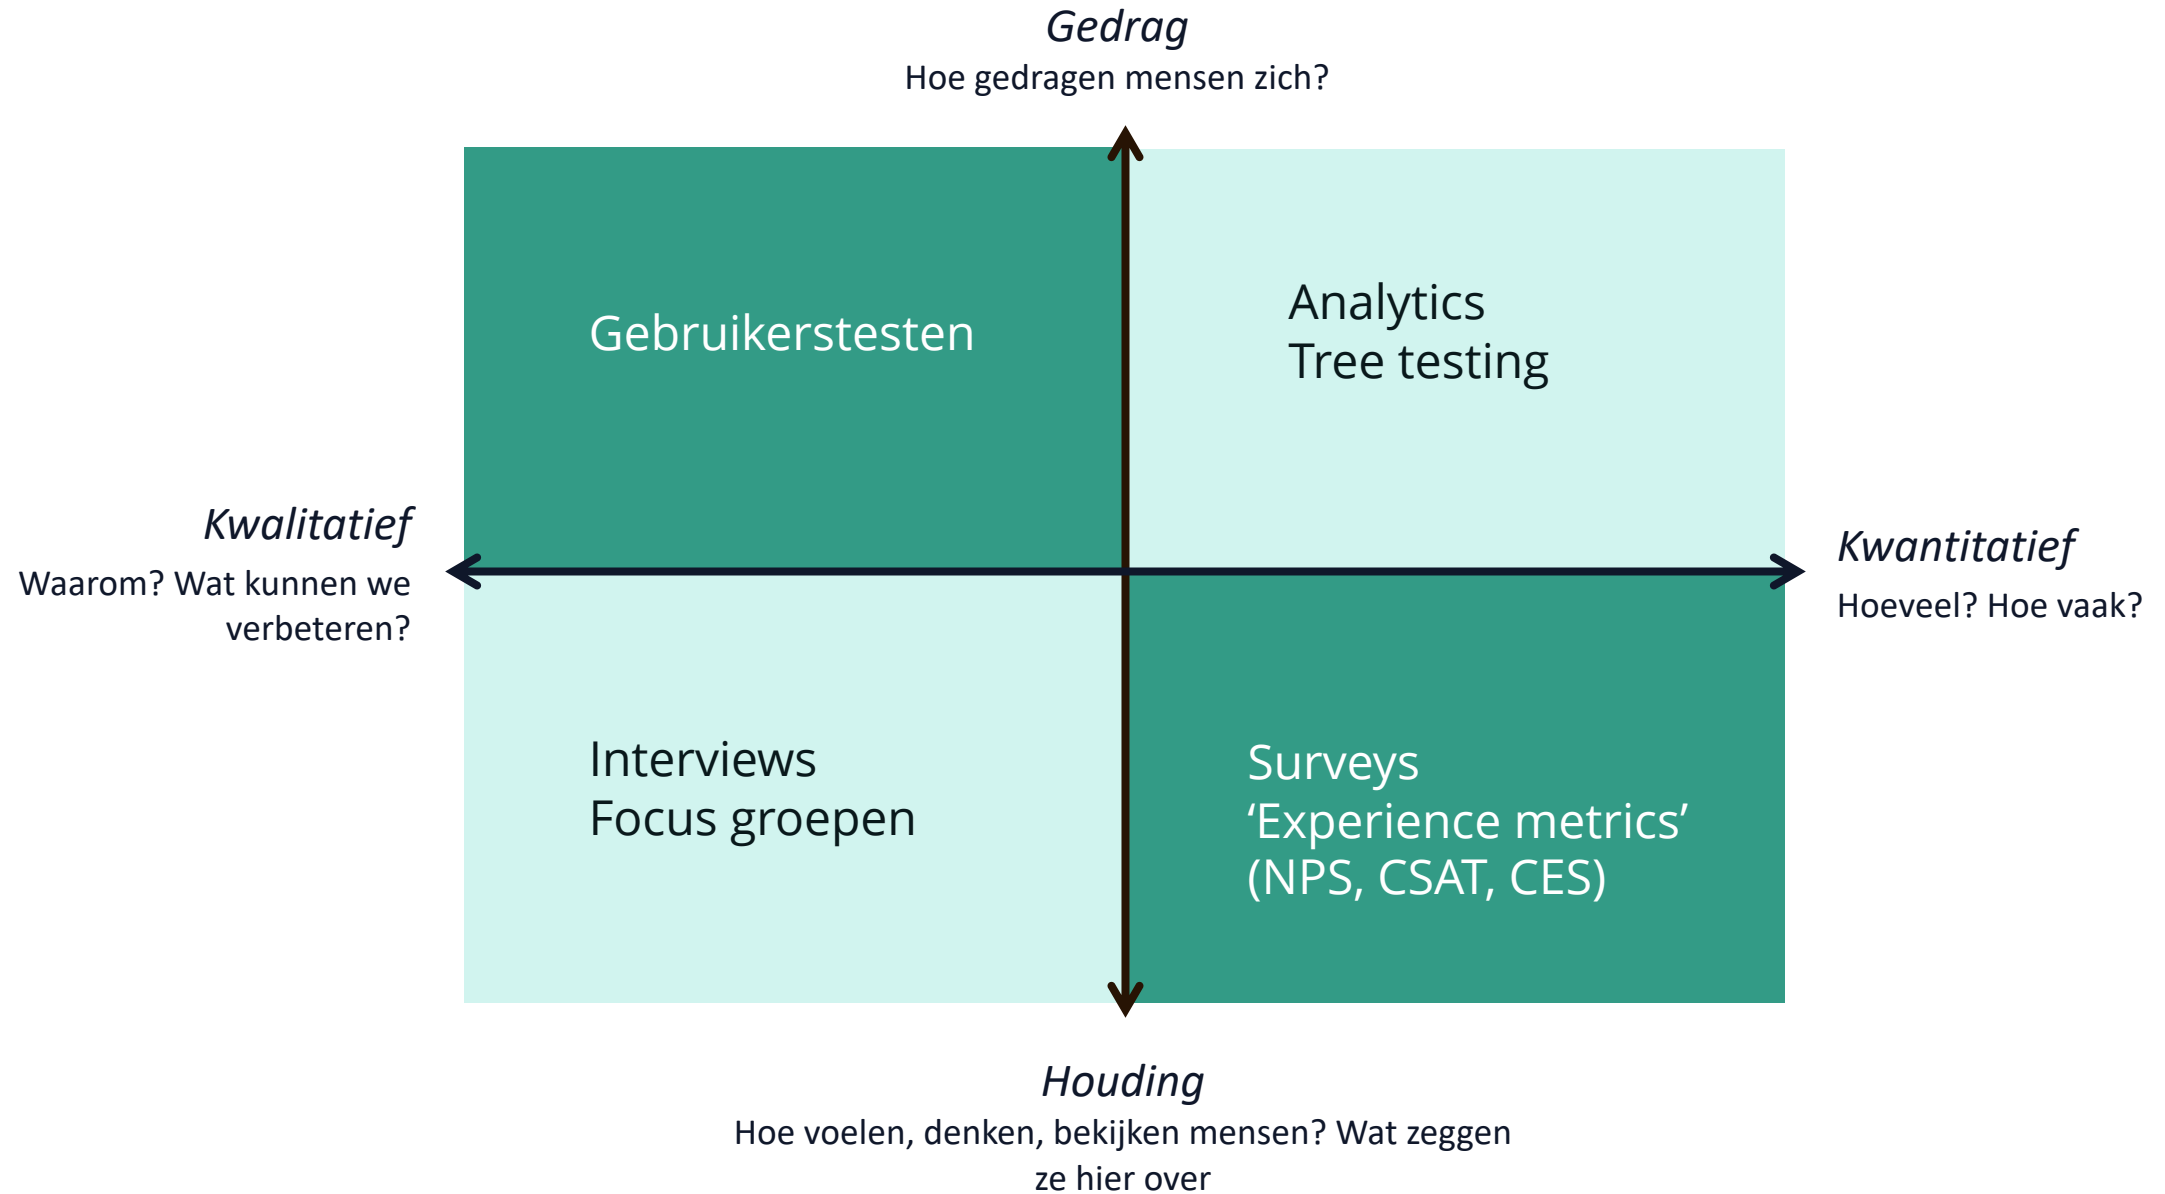 Gedrag
Hoe gedragen mensen zich?
Gebruikerstesten
Analytics
Tree testing
Kwalitatief
Waarom? Wat kunnen we
verbeteren?
Kwantitatief
Hoeveel? Hoe vaak?
Interviews
Focus groepen
Surveys
‘Experience metrics’
(NPS, CSAT, CES)
Houding
Hoe voelen, denken, bekijken mensen? Wat zeggen
ze hier over